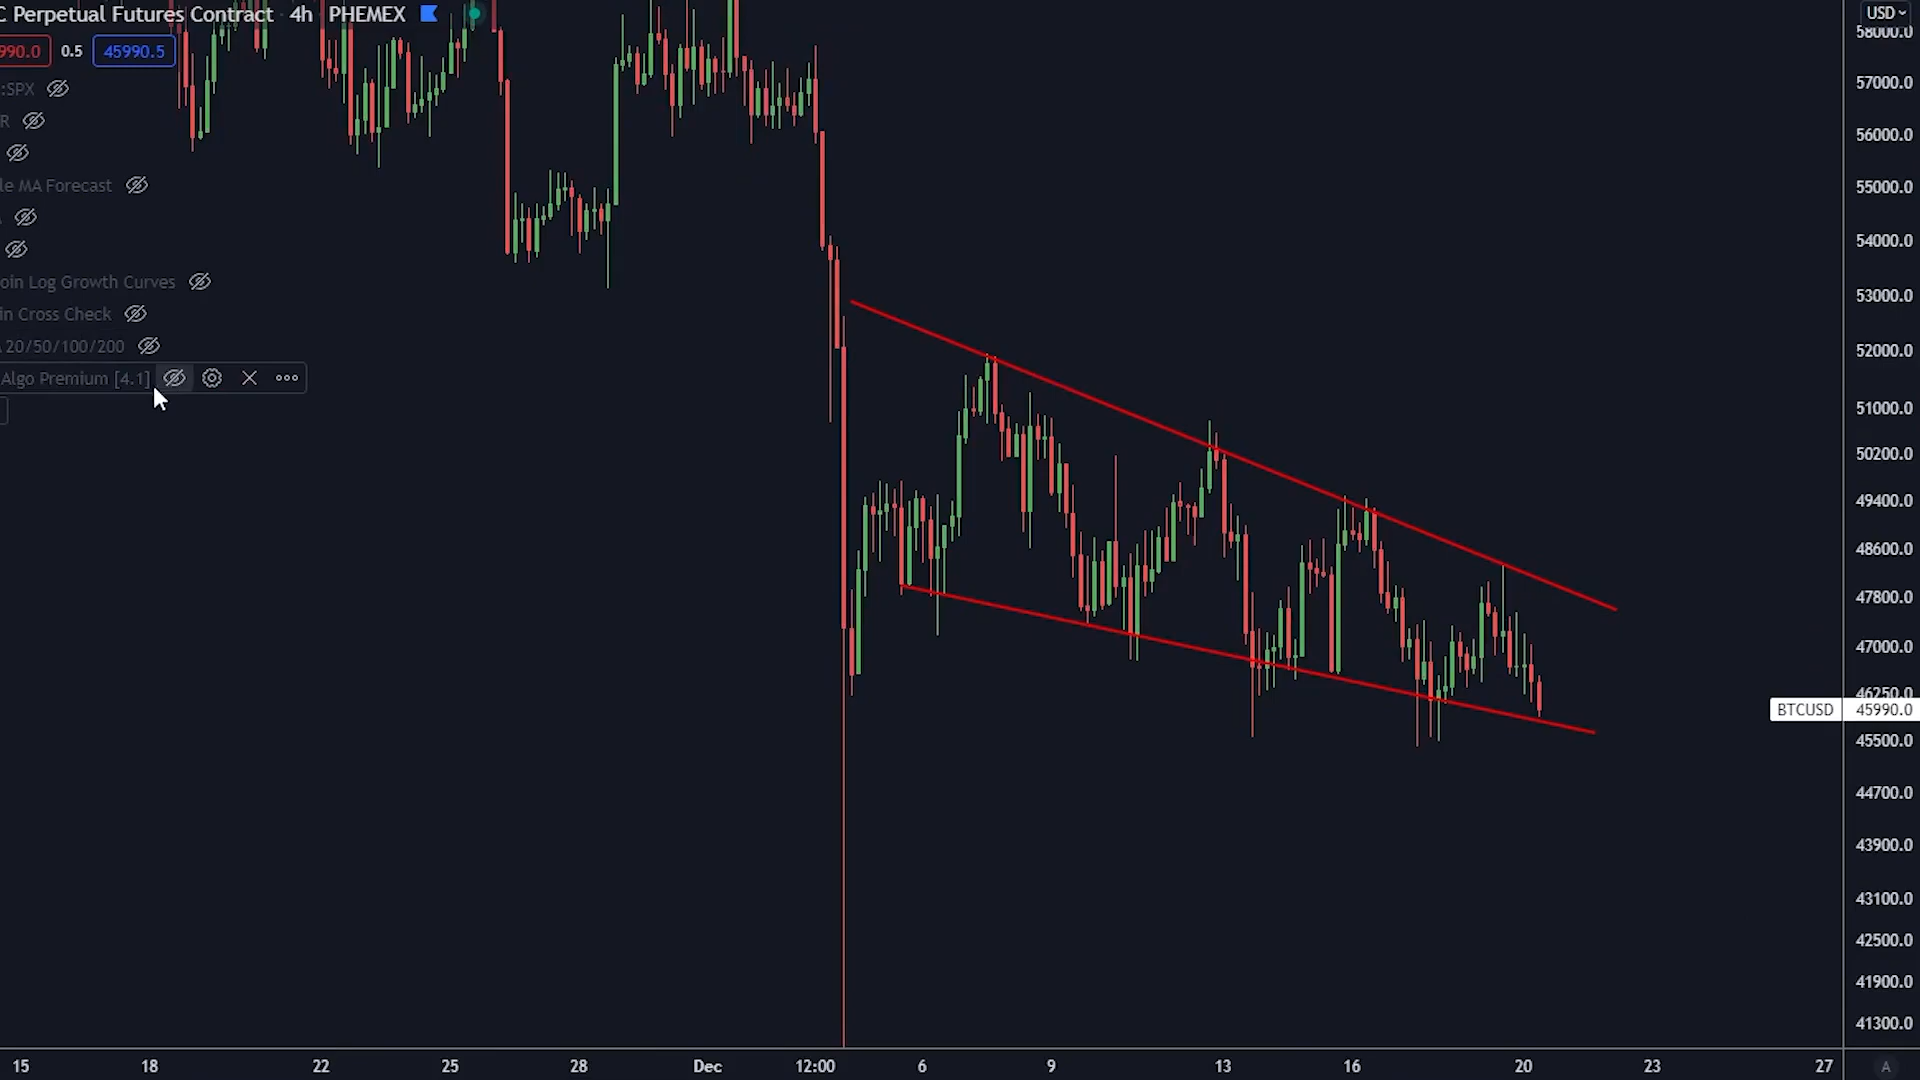 C Perpetual Futures Contract · 4h PHEMEX
990.0 0.5 45990.5
:SPX
R
le MA Forecast
oin Log Growth Curves
in Cross Check
20/50/100/200
Algo Premium [4.1]
USD
58000.0
57000.0
56000.0
55000.0
54000.0
53000.0
52000.0
51000.0
50200.0
49400.0
48600.0
47800.0
47000.0
46250.0
BTCUSD 45990.0
45500.0
44700.0
43900.0
43100.0
42500.0
41900.0
41300.0
15 18 22 25 28 Dec 12:00 6 9 13 16 20 23 27 A